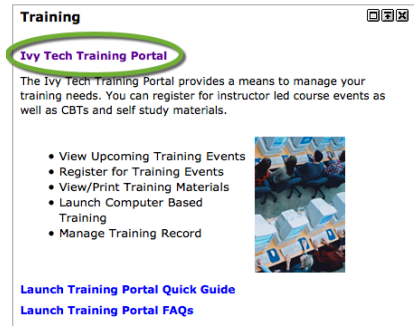 Training
Ivy Tech Training Portal
The Ivy Tech Training Portal provides a means to manage your
training needs. You can register for instructor led course events as
well as CBTs and self study materials.
• View Upcoming Training Events
• Register for Training Events
• View/Print Training Materials
• Launch Computer Based
Training
• Manage Training Record
Launch Training Portal Quick Guide
Launch Training Portal FAQs